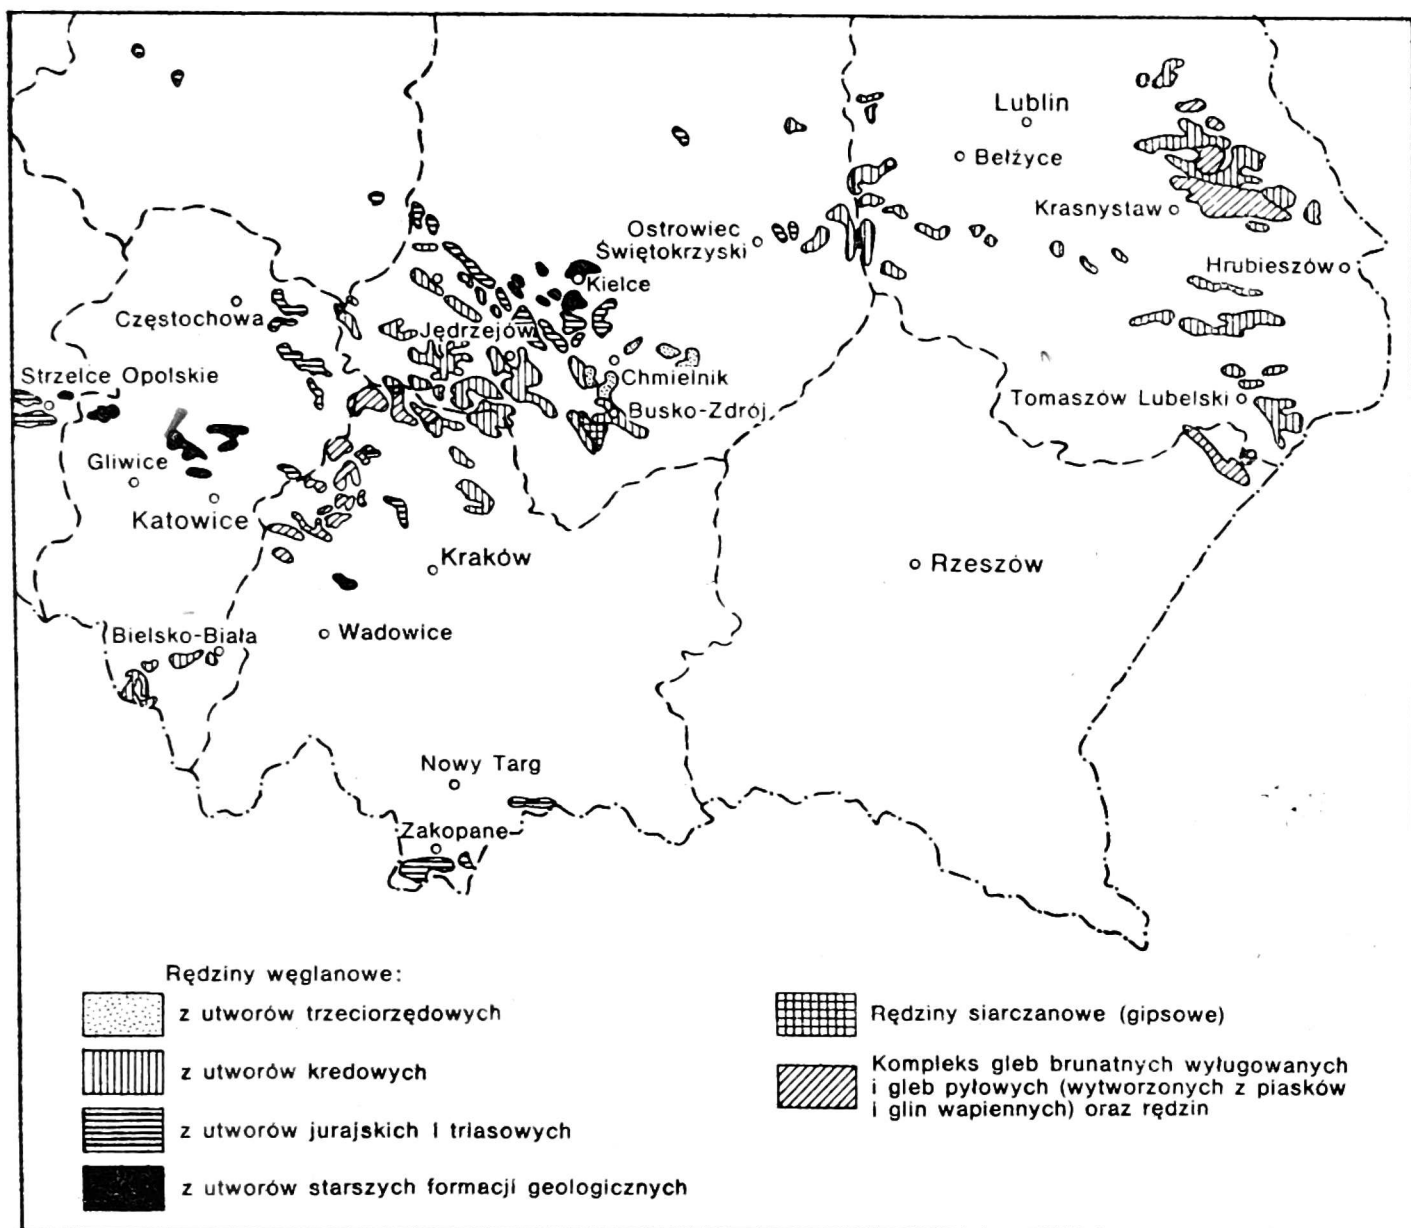 Lublin
Bełżyce
Krasnystaw
Ostrowiec
Świętokrzyski
Hrubieszów
Kielce
Częstochowa
Jędrzejów
Strzelce Opolskie
Chmielnik
Busko-Zdrój
Tomaszów Lubelski
Gliwice
Katowice
Kraków
Rzeszów
Bielsko-Biała
Wadowice
Nowy Targ
Zakopane
Rędziny węglanowe:
z utworów trzeciorzędowych
z utworów kredowych
z utworów jurajskich i triasowych
z utworów starszych formacji geologicznych
Rędziny siarczanowe (gipsowe)
Kompleks gleb brunatnych wyługowanych
i gleb pyłowych (wytworzonych z piasków
i glin wapiennych) oraz rędzin